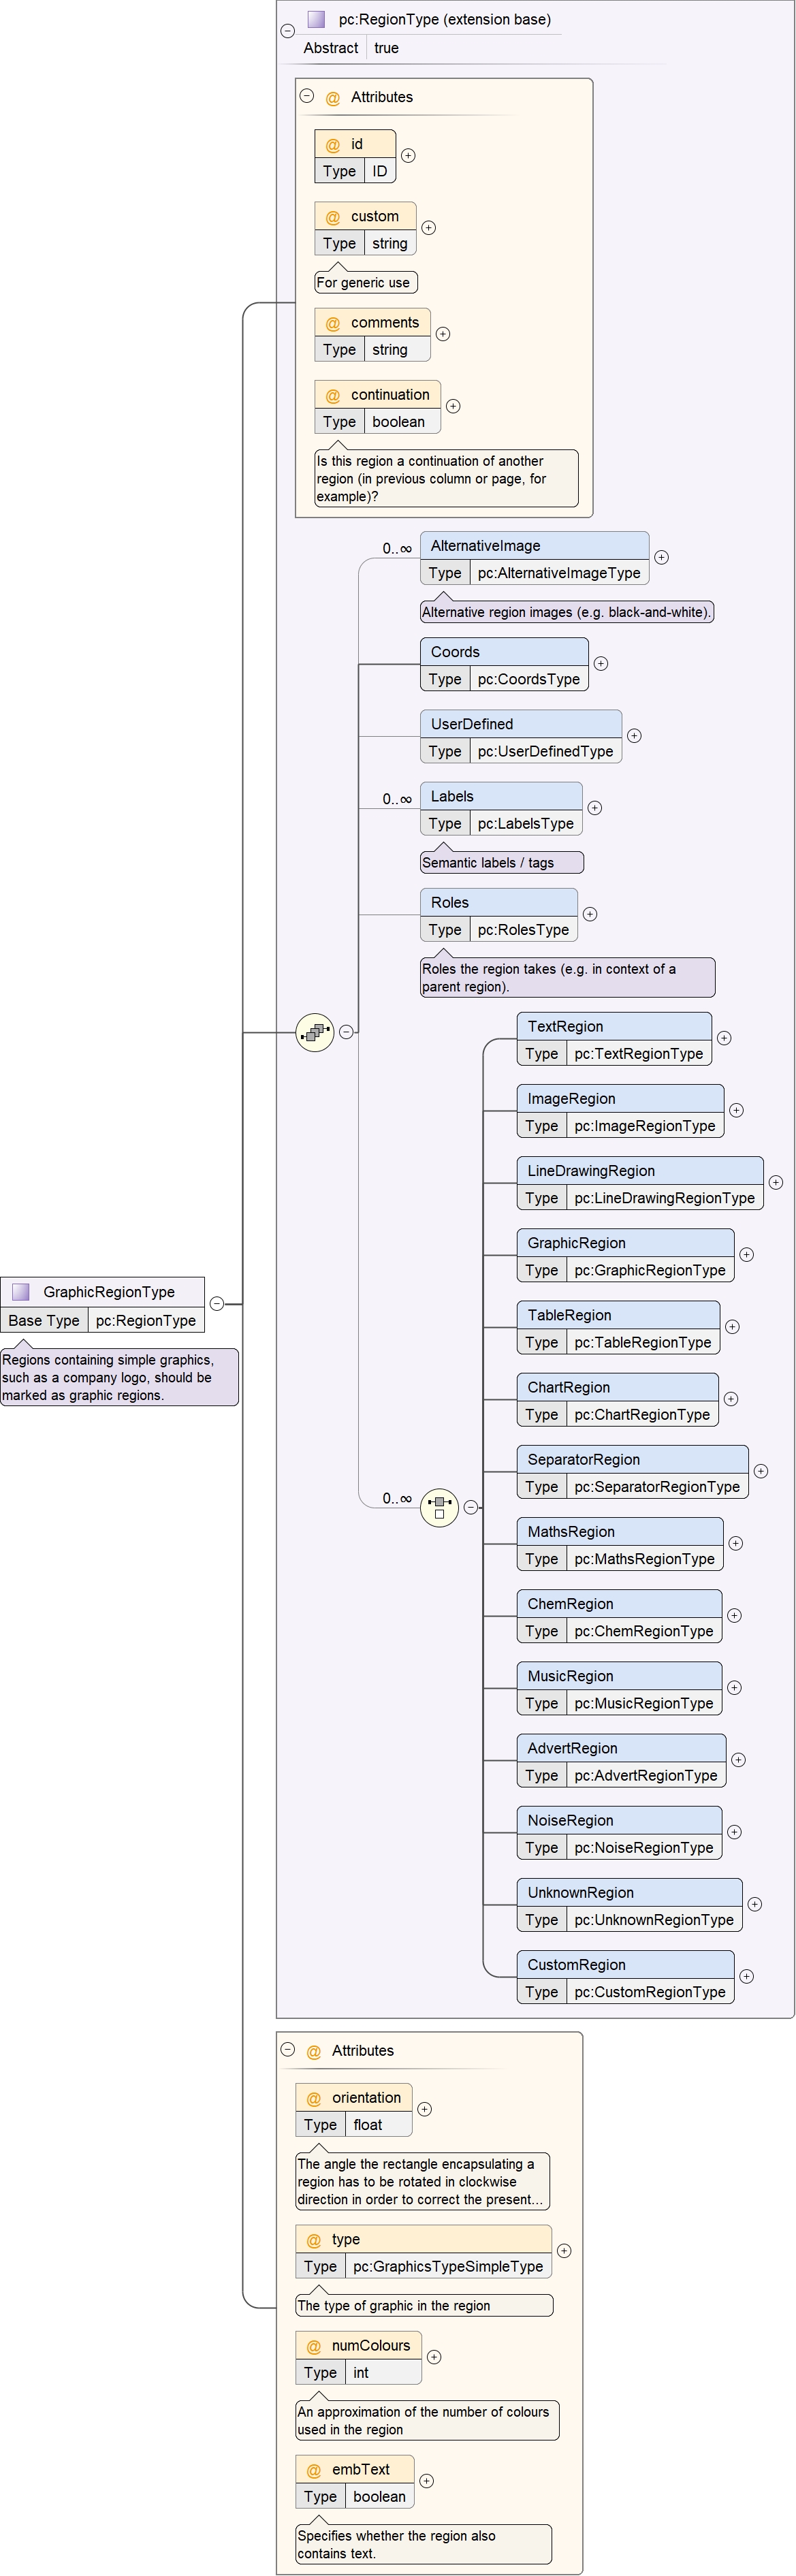 pc:RegionType (extension base)
Abstract true
@ Attributes
@ id
Type ID
@ custom
Type string
For generic use
@ comments
Type string
@ continuation
Type boolean
Is this region a continuation of another
region (in previous column or page, for
example)?
0..∞
AlternativeImage
Type pc:AlternativeImageType
Alternative region images (e.g. black-and-white).
Coords
Type pc:CoordsType
UserDefined
Type pc:UserDefinedType
0..∞
Labels
Type pc:LabelsType
Semantic labels / tags
Roles
Type pc:RolesType
Roles the region takes (e.g. in context of a
parent region).
TextRegion
Type pc:TextRegionType
ImageRegion
Type pc:ImageRegionType
LineDrawingRegion
Type pc:LineDrawingRegionType
GraphicRegion
Type pc:GraphicRegionType
GraphicRegionType
Base Type pc:RegionType
Regions containing simple graphics,
such as a company logo, should be
marked as graphic regions.
TableRegion
Type pc:TableRegionType
ChartRegion
Type pc:ChartRegionType
0..∞
SeparatorRegion
Type pc:SeparatorRegionType
MathsRegion
Type pc:MathsRegionType
ChemRegion
Type pc:ChemRegionType
MusicRegion
Type pc:MusicRegionType
AdvertRegion
Type pc:AdvertRegionType
NoiseRegion
Type pc:NoiseRegionType
UnknownRegion
Type pc:UnknownRegionType
CustomRegion
Type pc:CustomRegionType
@ Attributes
@ orientation
Type float
The angle the rectangle encapsulating a
region has to be rotated in clockwise
direction in order to correct the present...
@ type
Type pc:GraphicsTypeSimpleType
The type of graphic in the region
@ numColours
Type int
An approximation of the number of colours
used in the region
@ embText
Type boolean
Specifies whether the region also
contains text.